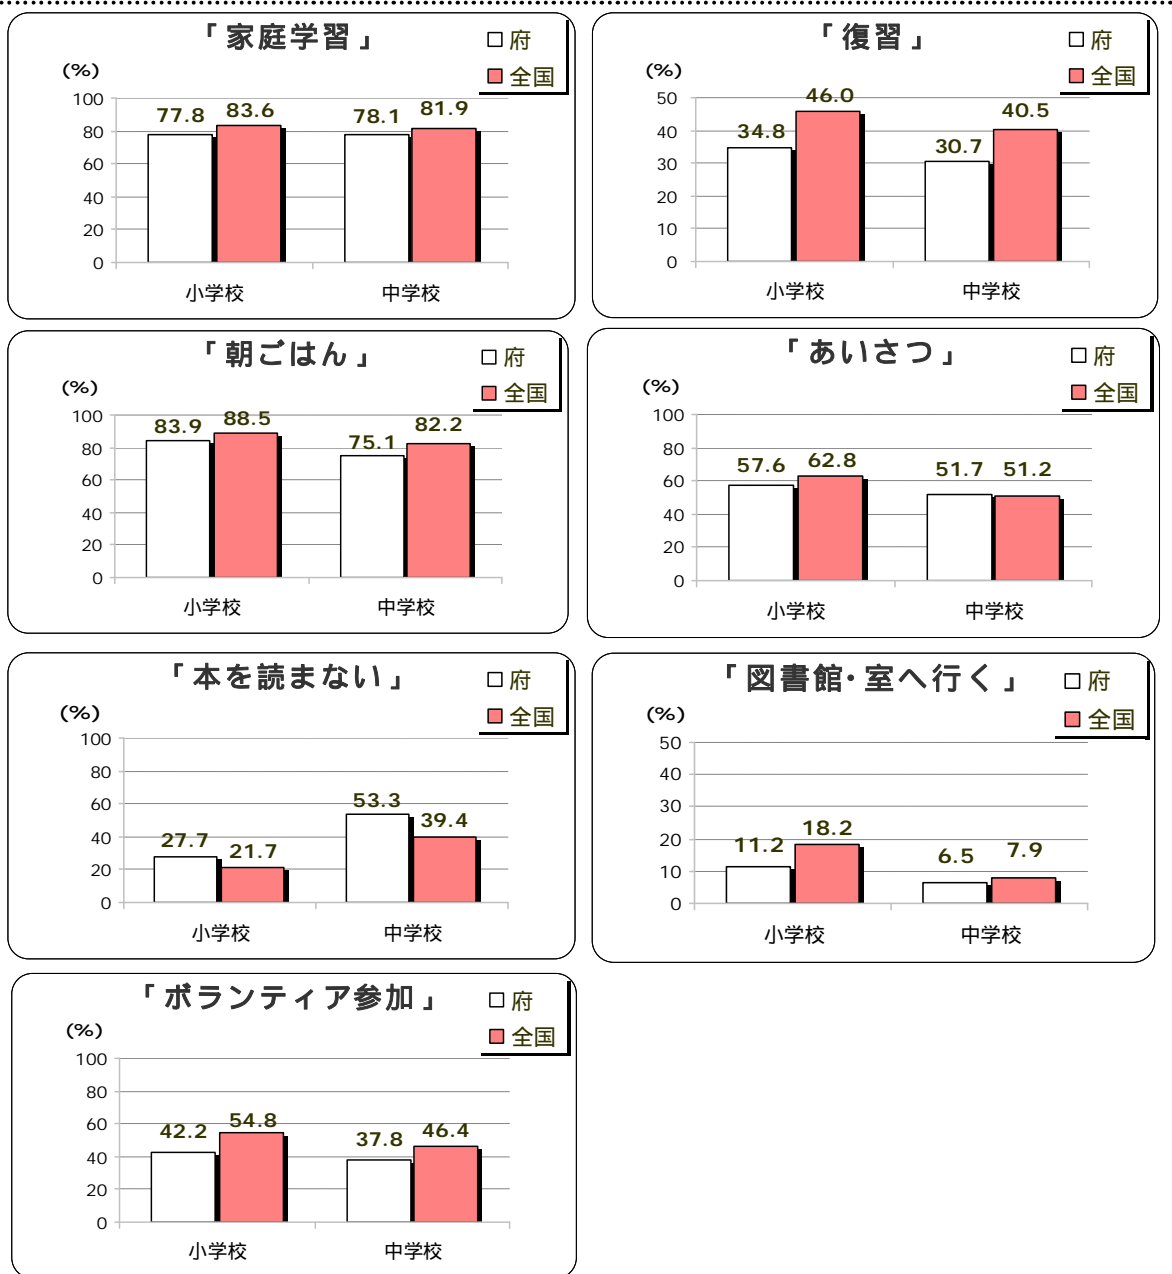 「家庭学習」
府
全国
(%)
100
80
60
40
20
0
77.8 83.6 78.1 81.9
小学校 中学校
「復習」
府
全国
(%)
50
40
30
20
10
0
34.8 46.0 30.7 40.5
小学校 中学校
「朝ごはん」
府
全国
(%)
100
80
60
40
20
0
83.9 88.5 75.1 82.2
小学校 中学校
「あいさつ」
府
全国
(%)
100
80
60
40
20
0
57.6 62.8 51.7 51.2
小学校 中学校
「本を読まない」
府
全国
(%)
100
80
60
40
20
0
27.7 21.7 53.3 39.4
小学校 中学校
「図書館・室へ行く」
府
全国
(%)
50
40
30
20
10
0
11.2 18.2 6.5 7.9
小学校 中学校
「ボランティア参加」
府
全国
(%)
100
80
60
40
20
0
42.2 54.8 37.8 46.4
小学校 中学校